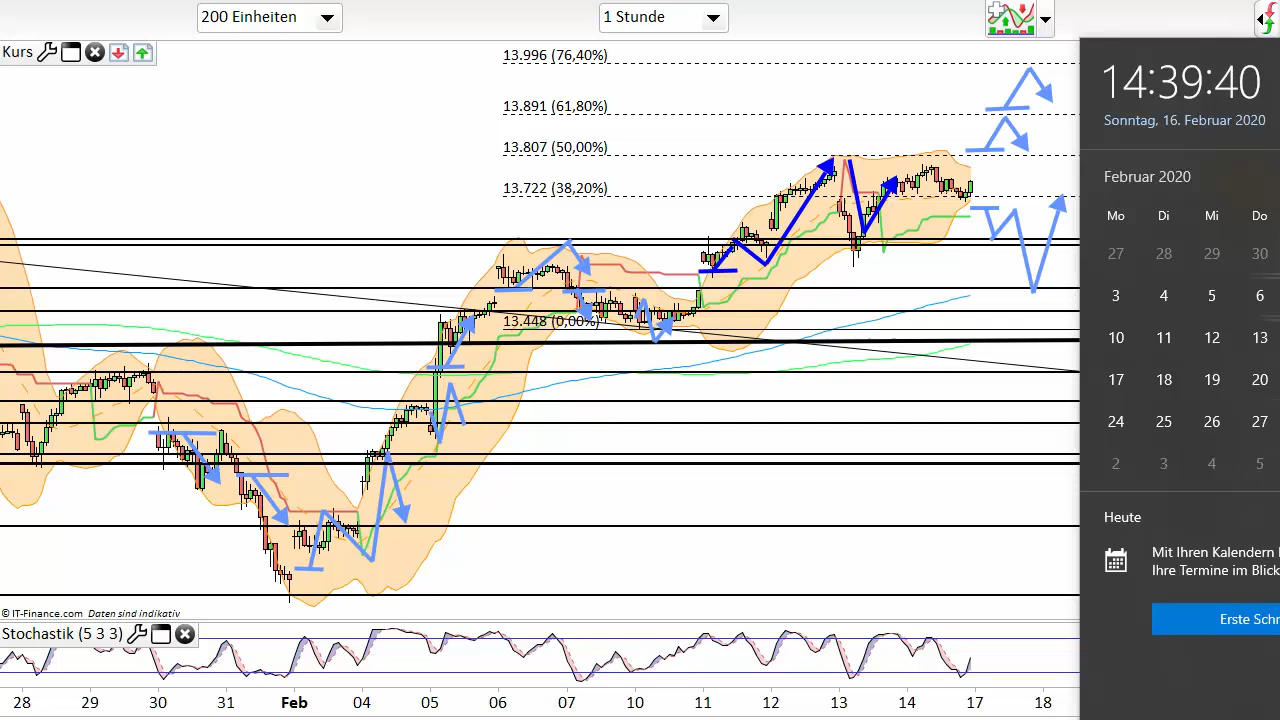 200 Einheiten
1 Stunde
Kurs
13.996 (76,40%)
13.891 (61,80%)
13.807 (50,00%)
13.722 (38,20%)
13.448 (0,00%)
© IT-Finance.com Daten sind indikativ
Stochastik (5 3 3)
28 29 30 31 Feb 04 05 06 07 10 11 12 13 14 17 18
14:39:40
Sonntag, 16. Februar 2020
Februar 2020
Mo Di Mi Do
27 28 29 30
3 4 5 6
10 11 12 13
17 18 19 20
24 25 26 27
2 3 4 5
Heute
Mit Ihren Kalendern
Ihre Termine im Blick
Erste Schr